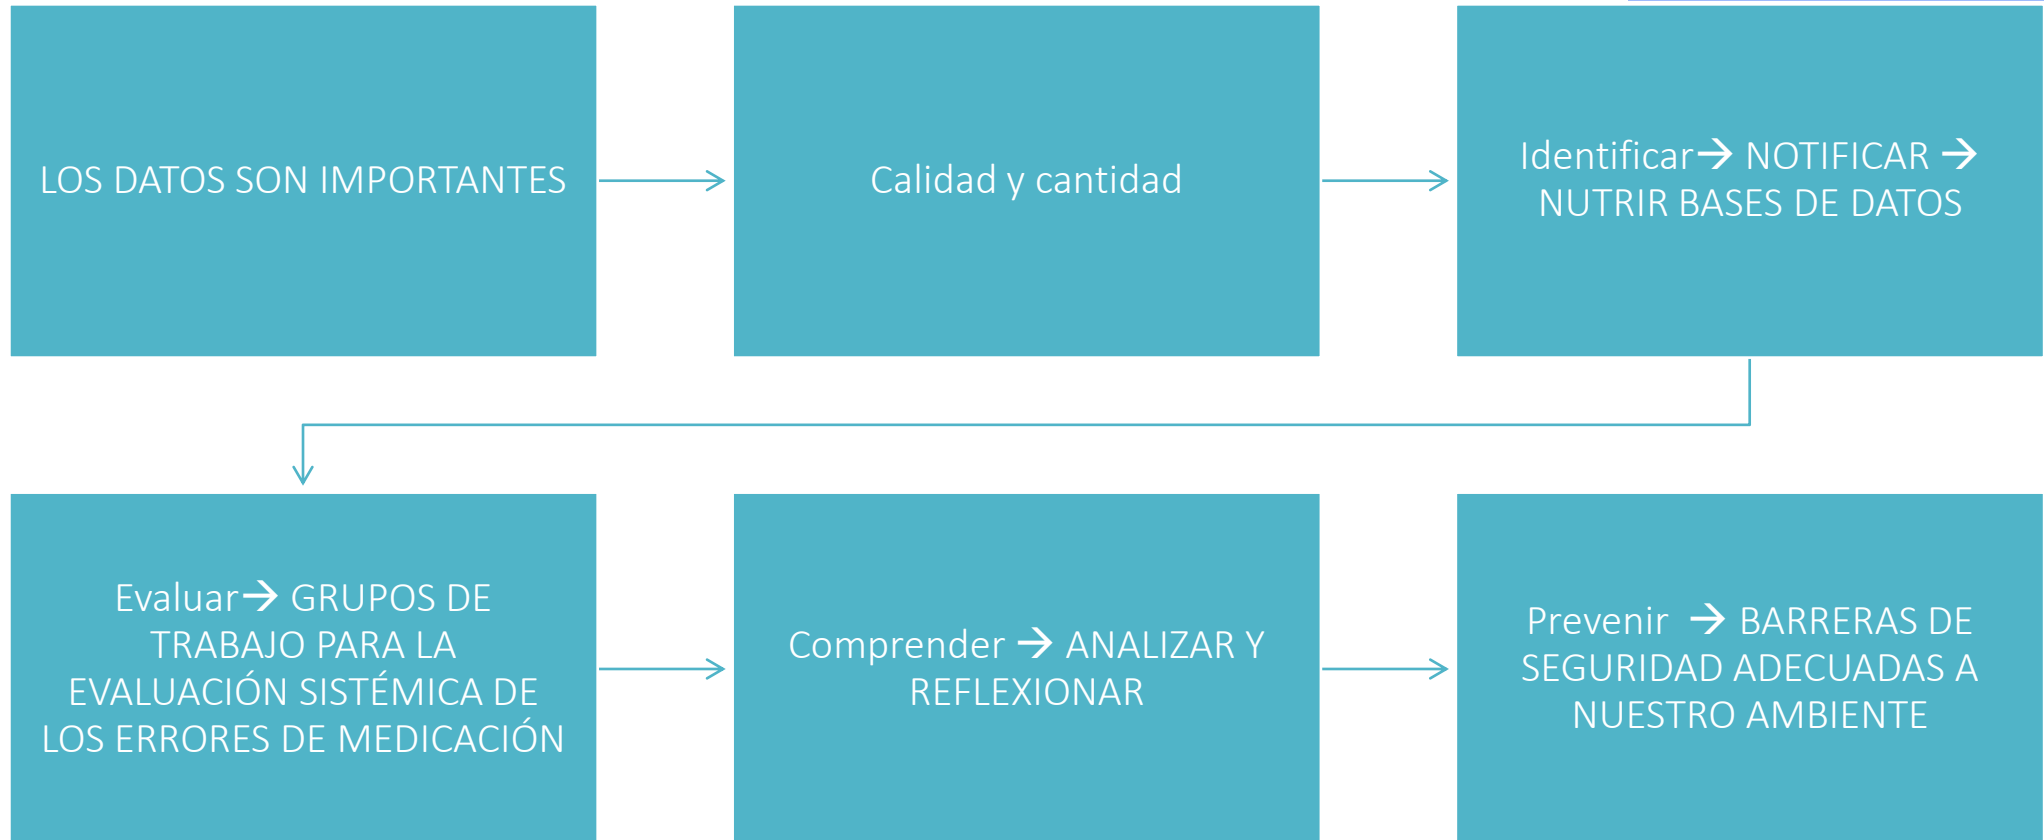 LOS DATOS SON IMPORTANTES
Calidad y cantidad
Identificar→ NOTIFICAR →
NUTRIR BASES DE DATOS
Evaluar→ GRUPOS DE
TRABAJO PARA LA
EVALUACIÓN SISTÉMICA DE
LOS ERRORES DE MEDICACIÓN
Comprender → ANALIZAR Y
REFLEXIONAR
Prevenir → BARRERAS DE
SEGURIDAD ADECUADAS A
NUESTRO AMBIENTE